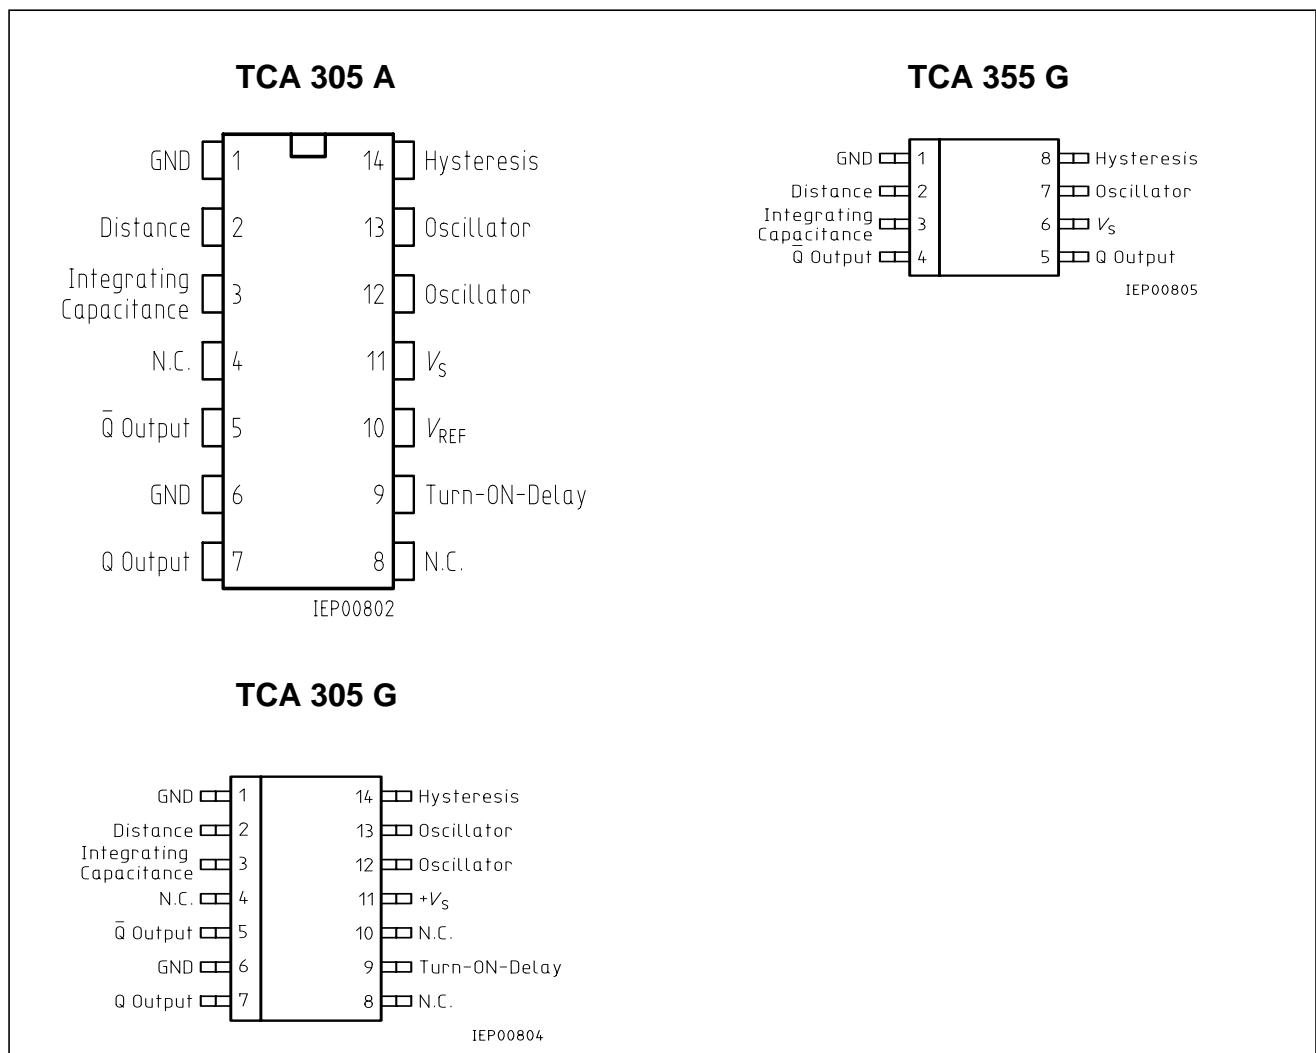 TCA 305 A
GND 1 14 Hysteresis
Distance 2 13 Oscillator
Integrating
Capacitance 3 12 Oscillator
N.C. 4 11 VS
Q̅ Output 5 10 VREF
GND 6 9 Turn-ON-Delay
Q Output 7 8 N.C.
IEP00802
TCA 355 G
GND 1 8 Hysteresis
Distance 2 7 Oscillator
Integrating
Capacitance 3 6 VS
Q̅ Output 4 5 Q Output
IEP00805
TCA 305 G
GND 1 14 Hysteresis
Distance 2 13 Oscillator
Integrating
Capacitance 3 12 Oscillator
N.C. 4 11 +VS
Q̅ Output 5 10 N.C.
GND 6 9 Turn-ON-Delay
Q Output 7 8 N.C.
IEP00804